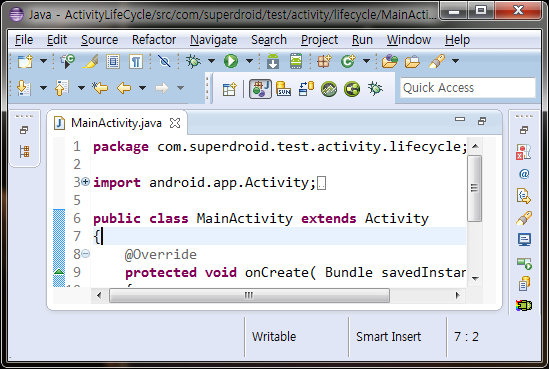 Java - ActivityLifeCycle/src/com/superdroid/test/activity/lifecycle/MainActi...
File Edit Source Refactor Navigate Search Project Run Window Help
Quick Access
MainActivity.java
1 package com.superdroid.test.activity.lifecycle;
2
3 import android.app.Activity;
5
6 public class MainActivity extends Activity
7 {
8 @Override
9 protected void onCreate( Bundle savedInstan
{
Writable Smart Insert 7 : 2